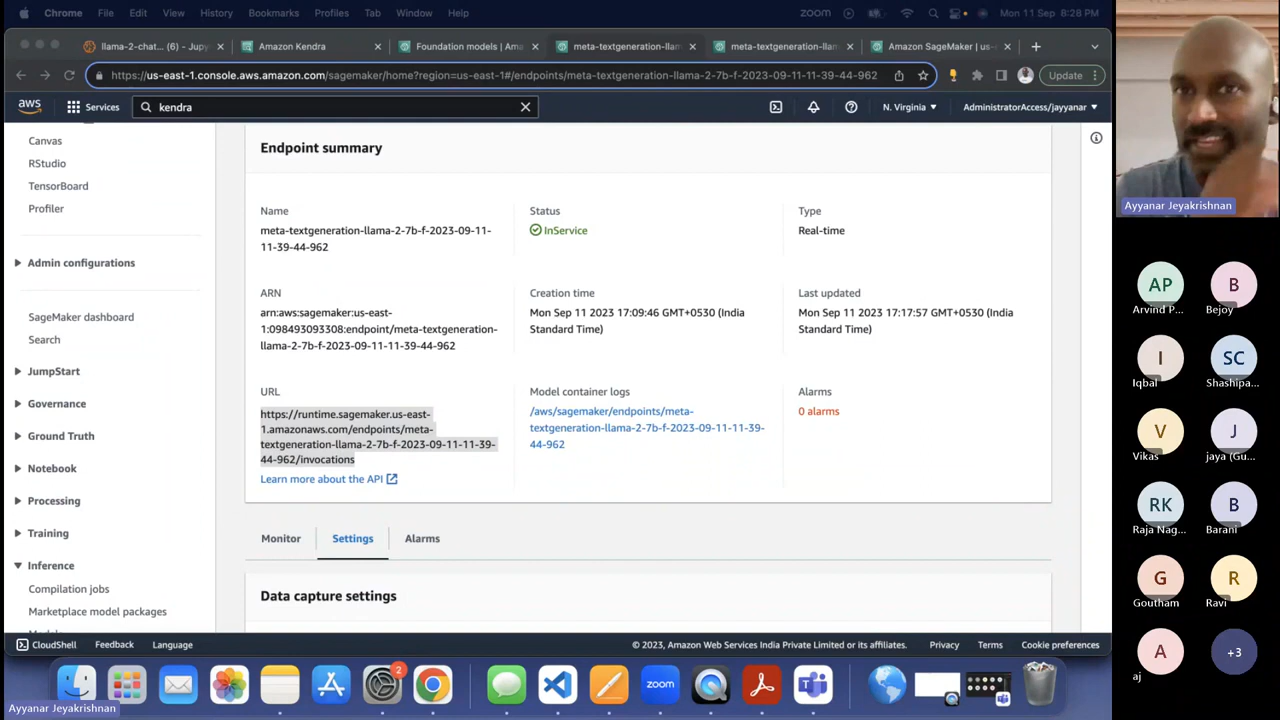 Chrome File Edit View History Bookmarks Profiles Tab Window Help
zoom Mon 11 Sep 8:28 PM
llama-2-chat... (6) - Jupyt
Amazon Kendra
Foundation models | Ama
meta-textgeneration-llam
meta-textgeneration-llam
Amazon SageMaker | us-e
https://us-east-1.console.aws.amazon.com/sagemaker/home?region=us-east-1#/endpoints/meta-textgeneration-llama-2-7b-f-2023-09-11-11-39-44-962
Update
aws Services kendra N. Virginia AdministratorAccess/jayyanar
Canvas
RStudio
TensorBoard
Profiler
Admin configurations
SageMaker dashboard
Search
JumpStart
Governance
Ground Truth
Notebook
Processing
Training
Inference
Compilation jobs
Marketplace model packages
Endpoint summary
Name
meta-textgeneration-llama-2-7b-f-2023-09-11-
11-39-44-962
Status
InService
Type
Real-time
ARN
arn:aws:sagemaker:us-east-
1:098493093308:endpoint/meta-textgeneration-
llama-2-7b-f-2023-09-11-11-39-44-962
Creation time
Mon Sep 11 2023 17:09:46 GMT+0530 (India
Standard Time)
Last updated
Mon Sep 11 2023 17:17:57 GMT+0530 (India
Standard Time)
URL
https://runtime.sagemaker.us-east-
1.amazonaws.com/endpoints/meta-
textgeneration-llama-2-7b-f-2023-09-11-11-39-
44-962/invocations
Learn more about the API
Model container logs
/aws/sagemaker/endpoints/meta-
textgeneration-llama-2-7b-f-2023-09-11-11-39-
44-962
Alarms
0 alarms
Monitor
Settings
Alarms
Data capture settings
CloudShell Feedback Language © 2023, Amazon Web Services India Private Limited or its affiliates. Privacy Terms Cookie preferences
2
zoom
Ayyanar Jeyakrishnan
Ayyanar Jeyakrishnan
AP
Arvind P...
B
Bejoy
I
Iqbal
SC
Shashipa...
V
Vikas
J
jaya (Gu...
RK
Raja Nag...
B
Barani
G
Goutham
R
Ravi
A
aj
+3